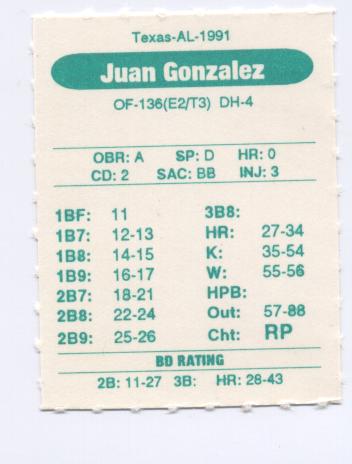 Texas-AL-1991
Juan Gonzalez
OF-136(E2/T3) DH-4
OBR: A SP: D HR: 0
CD: 2 SAC: BB INJ: 3
1BF: 11 3B8:
1B7: 12-13 HR: 27-34
1B8: 14-15 K: 35-54
1B9: 16-17 W: 55-56
2B7: 18-21 HPB:
2B8: 22-24 Out: 57-88
2B9: 25-26 Cht: RP
BD RATING
2B: 11-27 3B: HR: 28-43